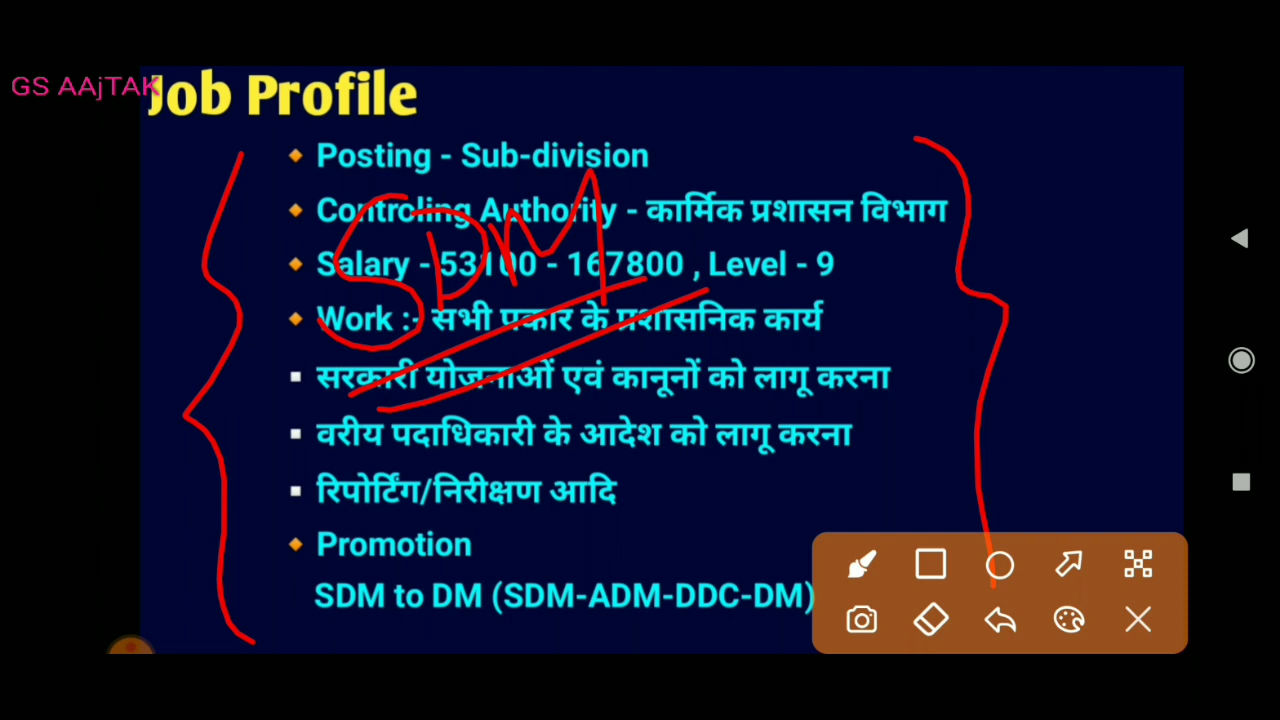 GS AAjTAK
Job Profile
Posting - Sub-division
Controling Authority - कार्मिक प्रशासन विभाग
Salary - 53100 - 167800 , Level - 9
Work :- सभी प्रकार के प्रशासनिक कार्य
सरकारी योजनाओं एवं कानूनों को लागू करना
वरीय पदाधिकारी के आदेश को लागू करना
रिपोर्टिंग/निरीक्षण आदि
Promotion
SDM to DM (SDM-ADM-DDC-DM)
SDM